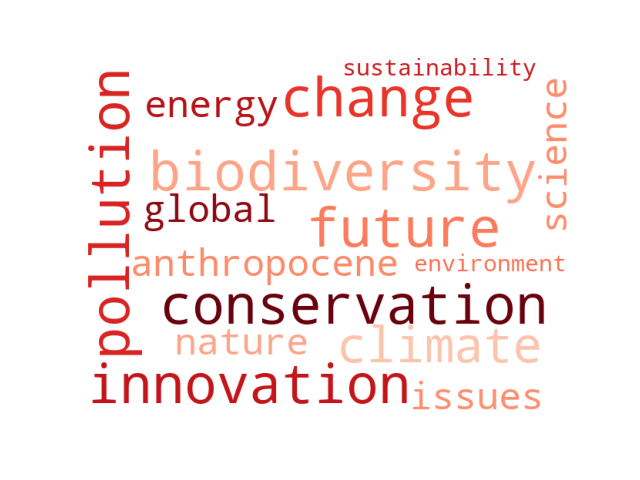 sustainability
energy change
pollution
science
biodiversity
global future
anthropocene environment
conservation
nature climate
innovation issues